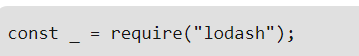 const _ = require("lodash");